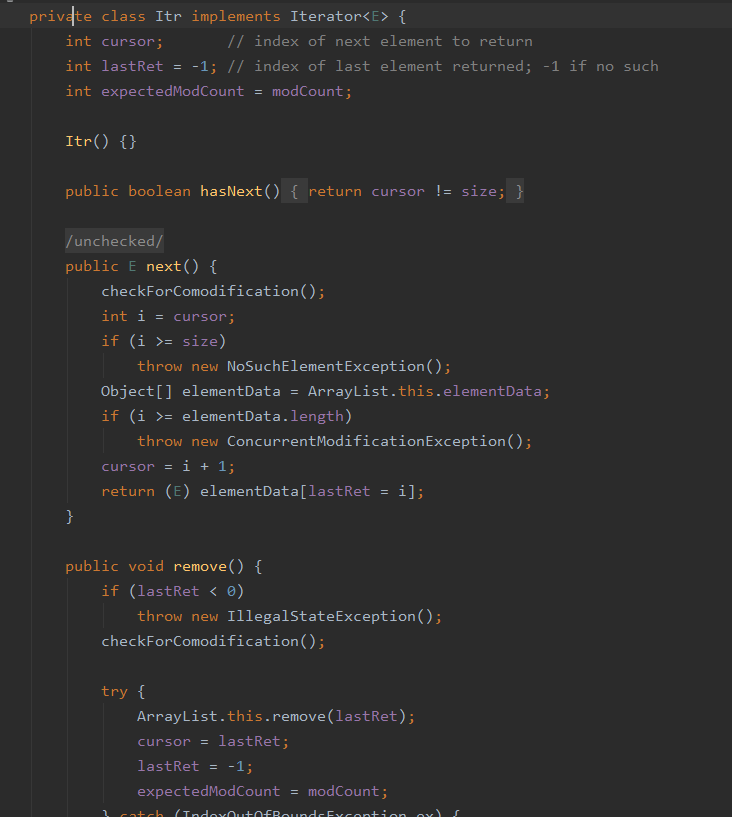 private class Itr implements Iterator<E> {
    int cursor;       // index of next element to return
    int lastRet = -1; // index of last element returned; -1 if no such
    int expectedModCount = modCount;

    Itr() {}

    public boolean hasNext() { return cursor != size; }

    /unchecked/
    public E next() {
        checkForComodification();
        int i = cursor;
        if (i >= size)
            throw new NoSuchElementException();
        Object[] elementData = ArrayList.this.elementData;
        if (i >= elementData.length)
            throw new ConcurrentModificationException();
        cursor = i + 1;
        return (E) elementData[lastRet = i];
    }

    public void remove() {
        if (lastRet < 0)
            throw new IllegalStateException();
        checkForComodification();

        try {
            ArrayList.this.remove(lastRet);
            cursor = lastRet;
            lastRet = -1;
            expectedModCount = modCount;
        } catch (IndexOutOfBoundsException ex) {